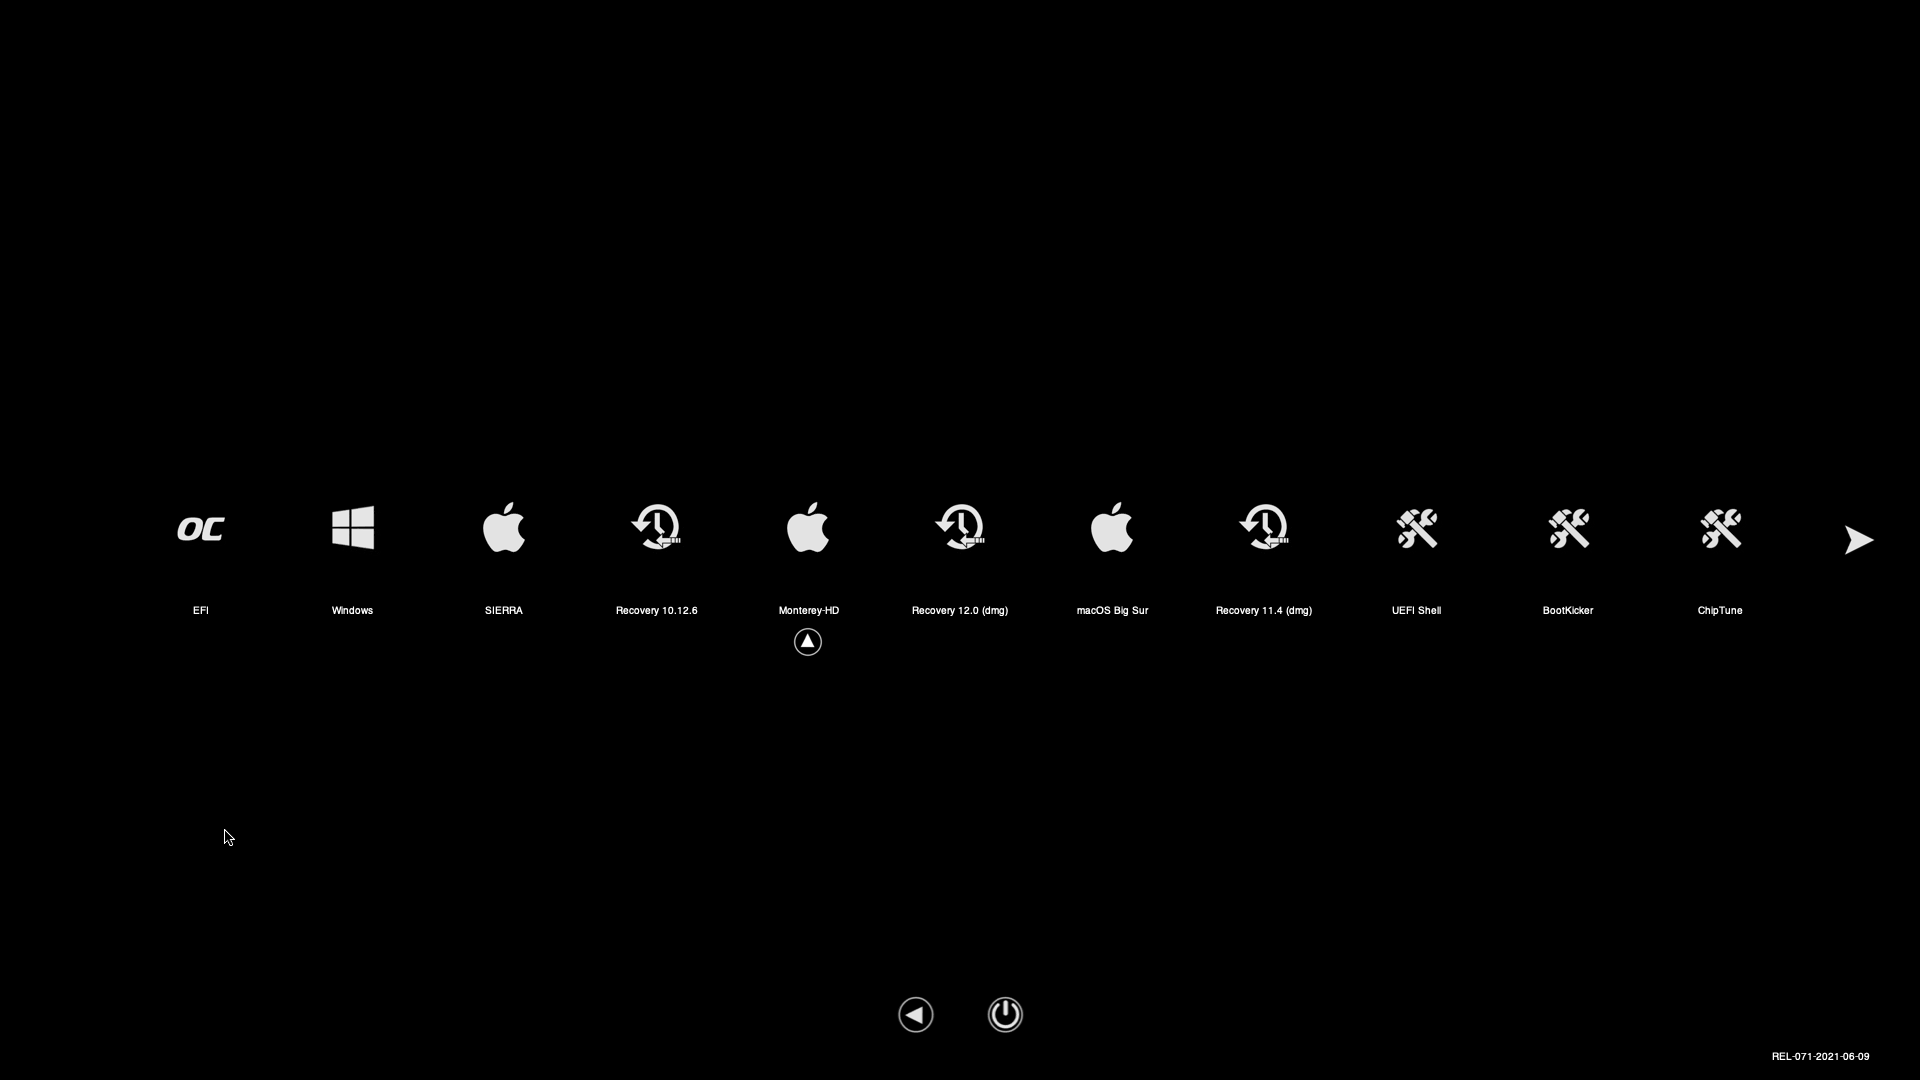 OC
EFI
Windows
SIERRA
Recovery 10.12.6
Monterey-HD
Recovery 12.0 (dmg)
macOS Big Sur
Recovery 11.4 (dmg)
UEFI Shell
BootKicker
ChipTune
REL-071-2021-06-09